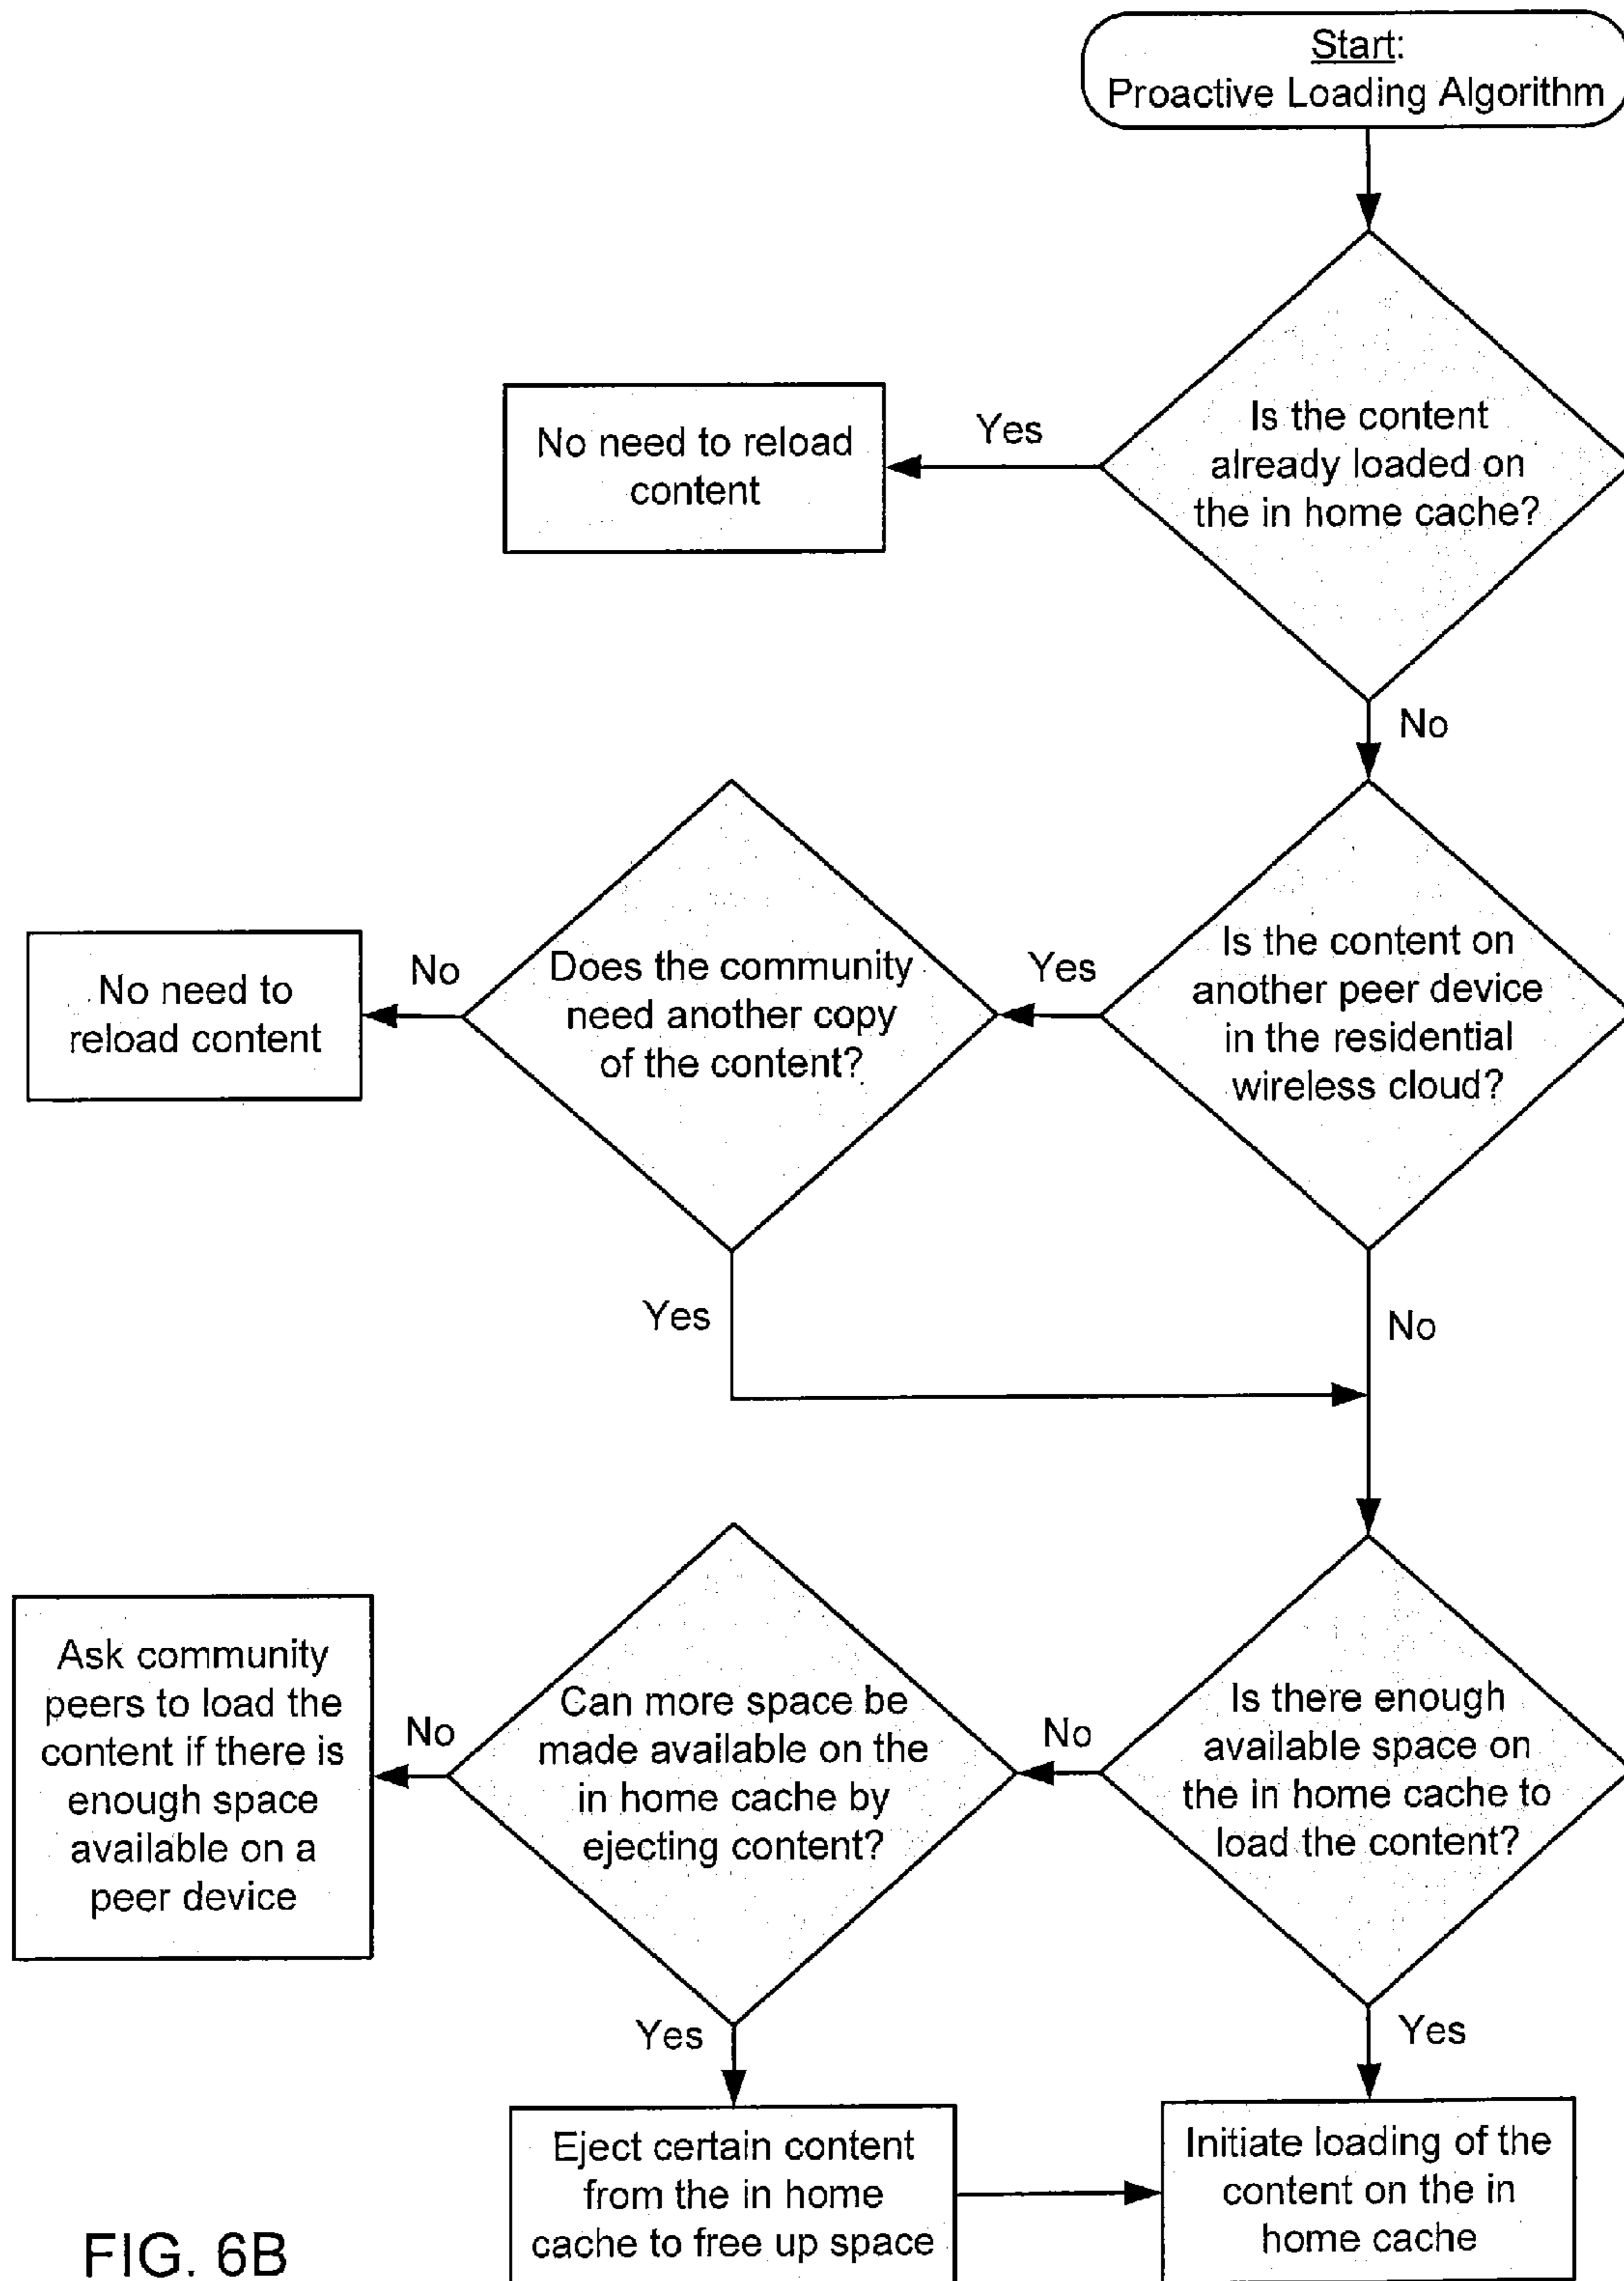 Start:
Proactive Loading Algorithm
Is the content
already loaded on
the in home cache?
Yes
No need to reload
content
No
Is the content on
another peer device
in the residential
wireless cloud?
Yes
Does the community
need another copy
of the content?
No
No need to
reload content
Yes
No
Is there enough
available space on
the in home cache to
load the content?
No
Can more space be
made available on the
in home cache by
ejecting content?
No
Ask community
peers to load the
content if there is
enough space
available on a
peer device
Yes
Yes
Eject certain content
from the in home
cache to free up space
Initiate loading of the
content on the in
home cache
FIG. 6B